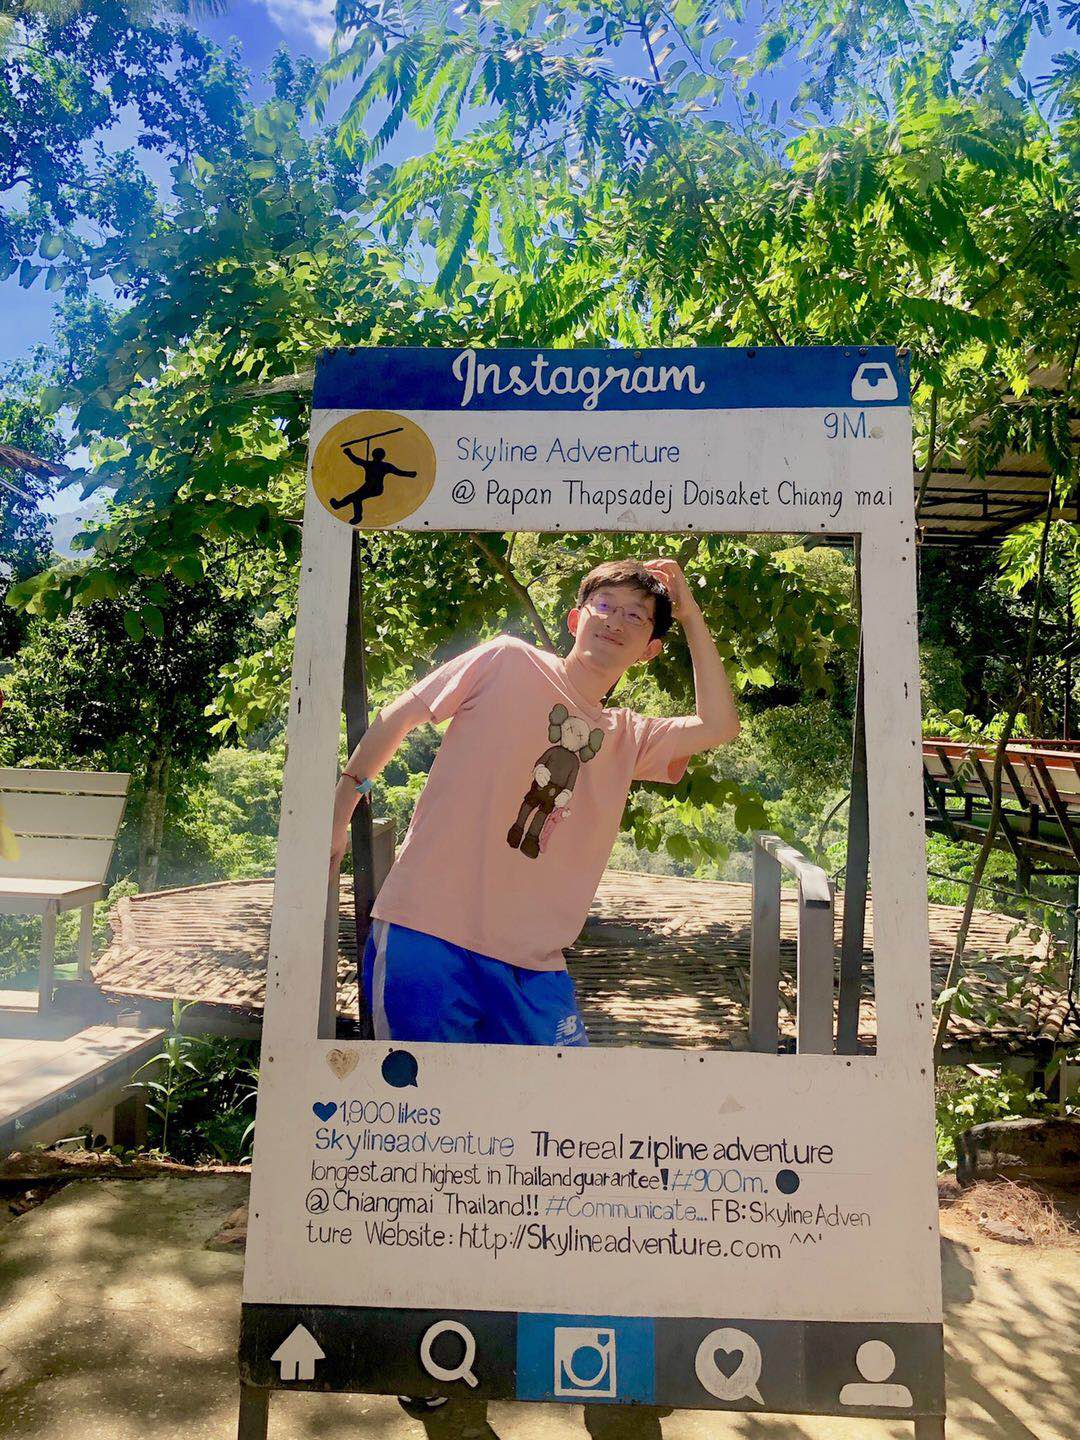 Instagram
9M.
Skyline Adventure
@ Papan Thapsadej Doisaket Chiang mai
1,900 likes
Skylineadventure The real zipline adventure
longest and highest in Thailand guarantee! #900m.
@ Chiangmai Thailand!! #Communicate... FB: Skyline Adven
ture Website: http://Skylineadventure.com ^^'